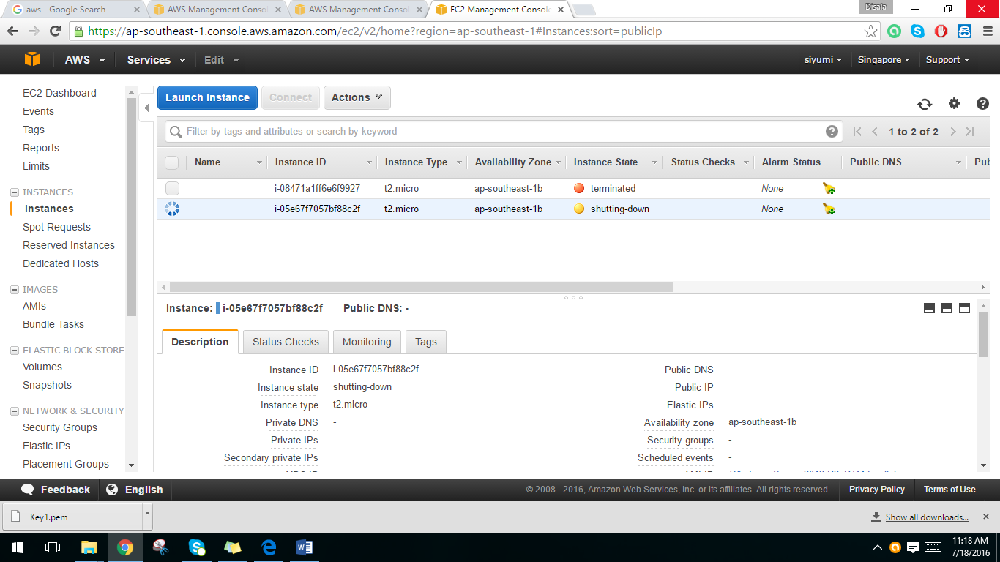 aws - Google Search
AWS Management Consol
AWS Management Consol
EC2 Management Console
Disala
https://ap-southeast-1.console.aws.amazon.com/ec2/v2/home?region=ap-southeast-1#Instances:sort=publicIp
AWS Services Edit siyumi Singapore Support
EC2 Dashboard
Events
Tags
Reports
Limits
INSTANCES
Instances
Spot Requests
Reserved Instances
Dedicated Hosts
IMAGES
AMIs
Bundle Tasks
ELASTIC BLOCK STORE
Volumes
Snapshots
NETWORK & SECURITY
Security Groups
Elastic IPs
Placement Groups
Launch Instance Connect Actions
Filter by tags and attributes or search by keyword
1 to 2 of 2
Name Instance ID Instance Type Availability Zone Instance State Status Checks Alarm Status Public DNS Pub
i-08471a1ff6e6f9927 t2.micro ap-southeast-1b terminated None
i-05e67f7057bf88c2f t2.micro ap-southeast-1b shutting-down None
Instance: i-05e67f7057bf88c2f Public DNS: -
Description Status Checks Monitoring Tags
Instance ID i-05e67f7057bf88c2f
Instance state shutting-down
Instance type t2.micro
Private DNS -
Private IPs
Secondary private IPs
Public DNS -
Public IP
Elastic IPs
Availability zone ap-southeast-1b
Security groups -
Scheduled events -
Feedback English
© 2008 - 2016, Amazon Web Services, Inc. or its affiliates. All rights reserved. Privacy Policy Terms of Use
Key1.pem
Show all downloads...
11:18 AM
7/18/2016